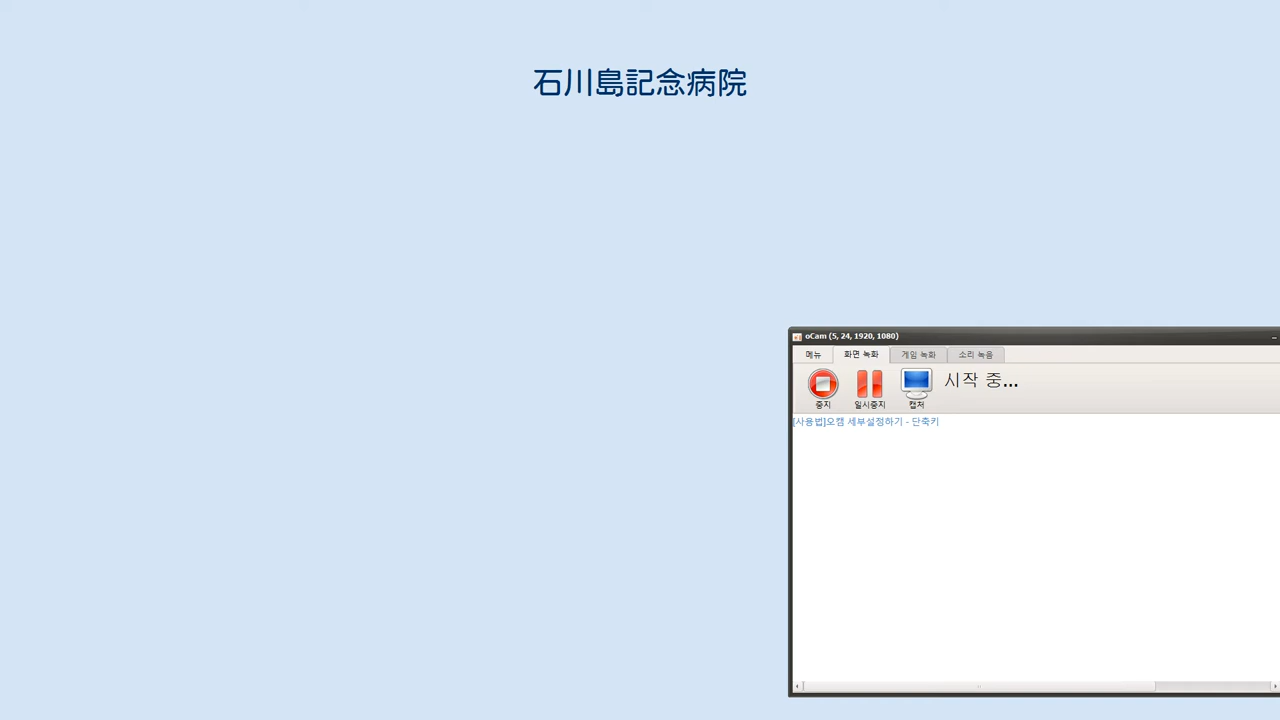 石川島記念病院
oCam (5, 24, 1920, 1080)
메뉴 화면 녹화 게임 녹화 소리 녹음
시작 중...
중지 일시중지 캡처
[사용법]오캠 세부설정하기 - 단축키